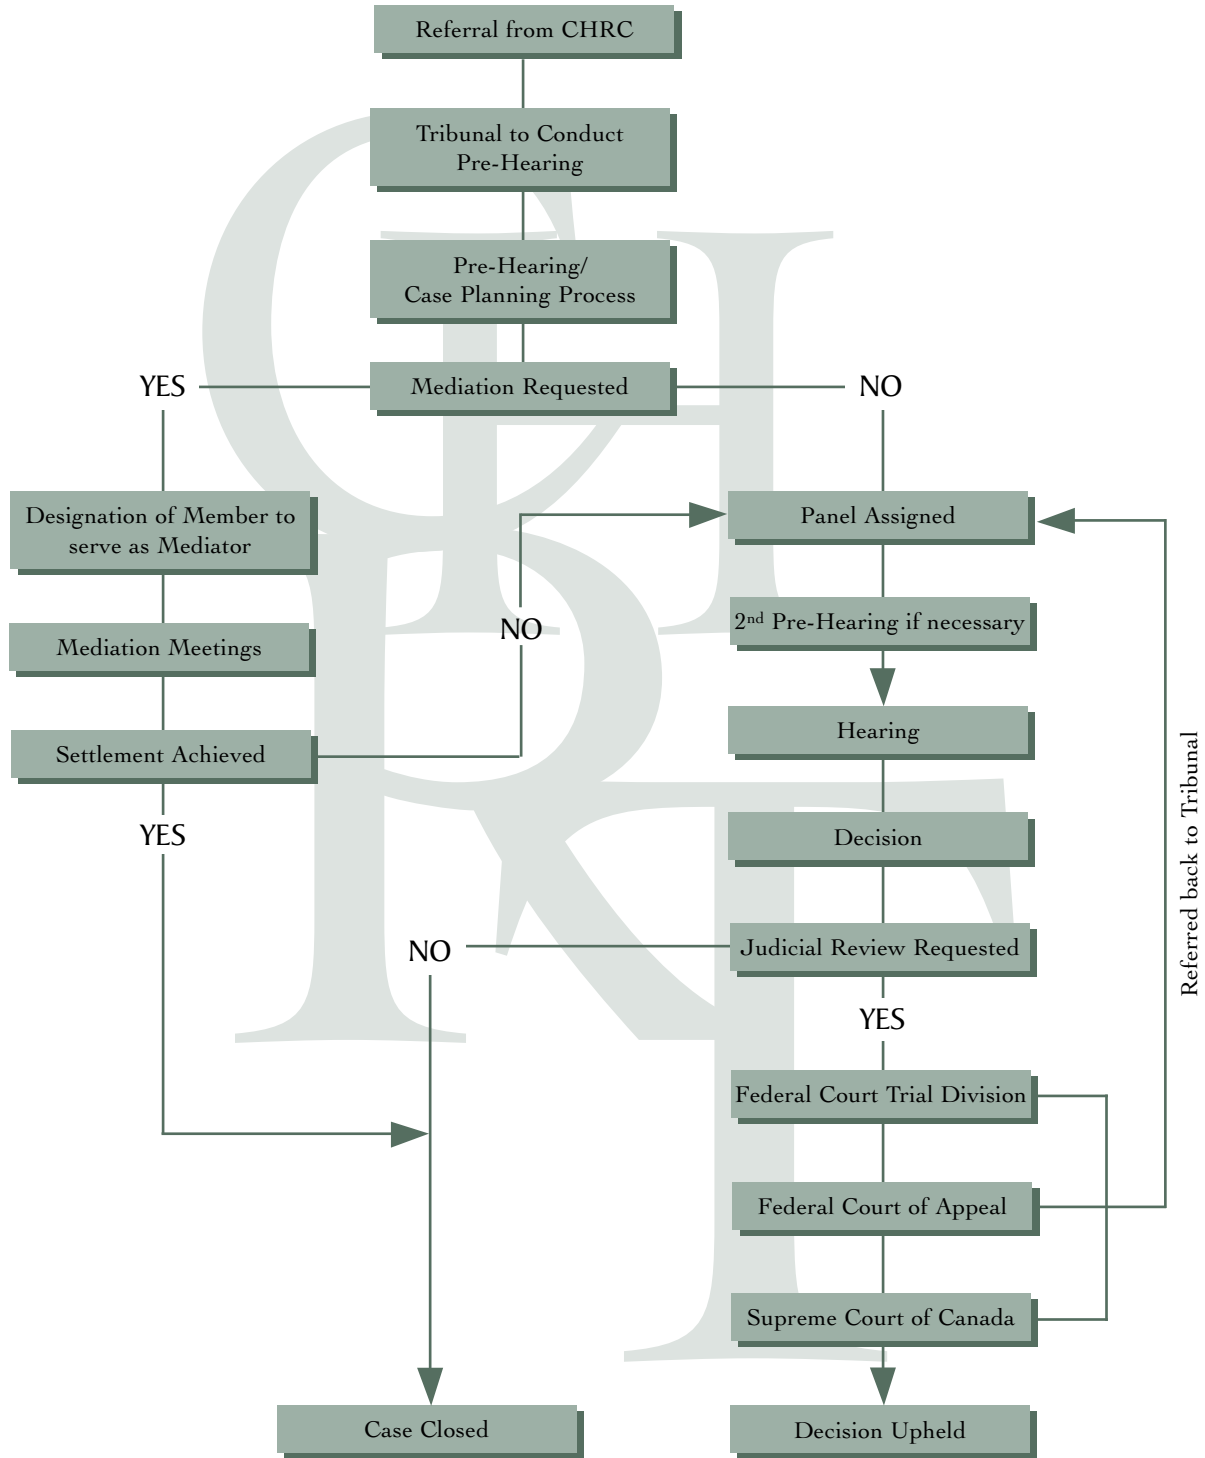 Referral from CHRC
Tribunal to Conduct
Pre-Hearing
Pre-Hearing/
Case Planning Process
YES
Mediation Requested
NO
Designation of Member to
serve as Mediator
Mediation Meetings
Settlement Achieved
YES
NO
Panel Assigned
2nd Pre-Hearing if necessary
Hearing
Decision
Judicial Review Requested
NO
YES
Federal Court Trial Division
Federal Court of Appeal
Supreme Court of Canada
Referred back to Tribunal
Case Closed
Decision Upheld
CHRT